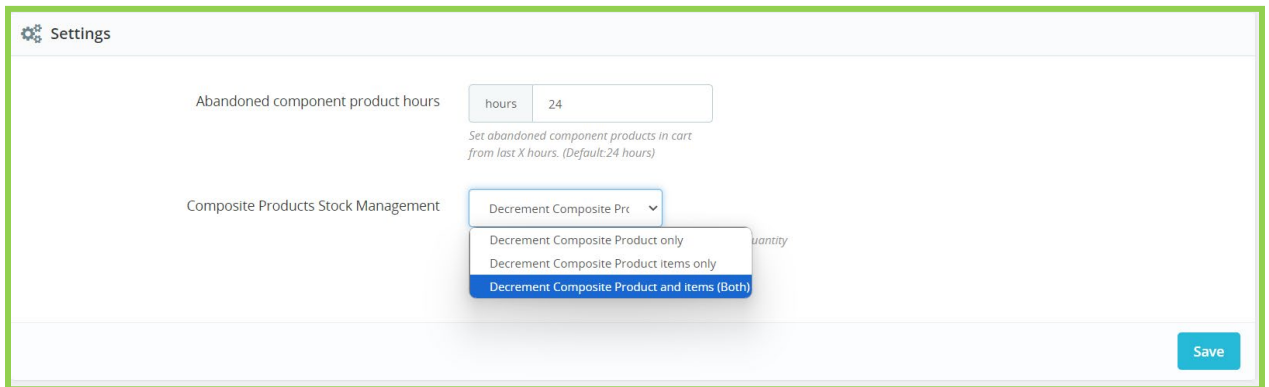 Settings
Abandoned component product hours
hours 24
Set abandoned component products in cart
from last X hours. (Default:24 hours)
Composite Products Stock Management
Decrement Composite Pro
Decrement Composite Product only
Decrement Composite Product items only
Decrement Composite Product and items (Both)
Save